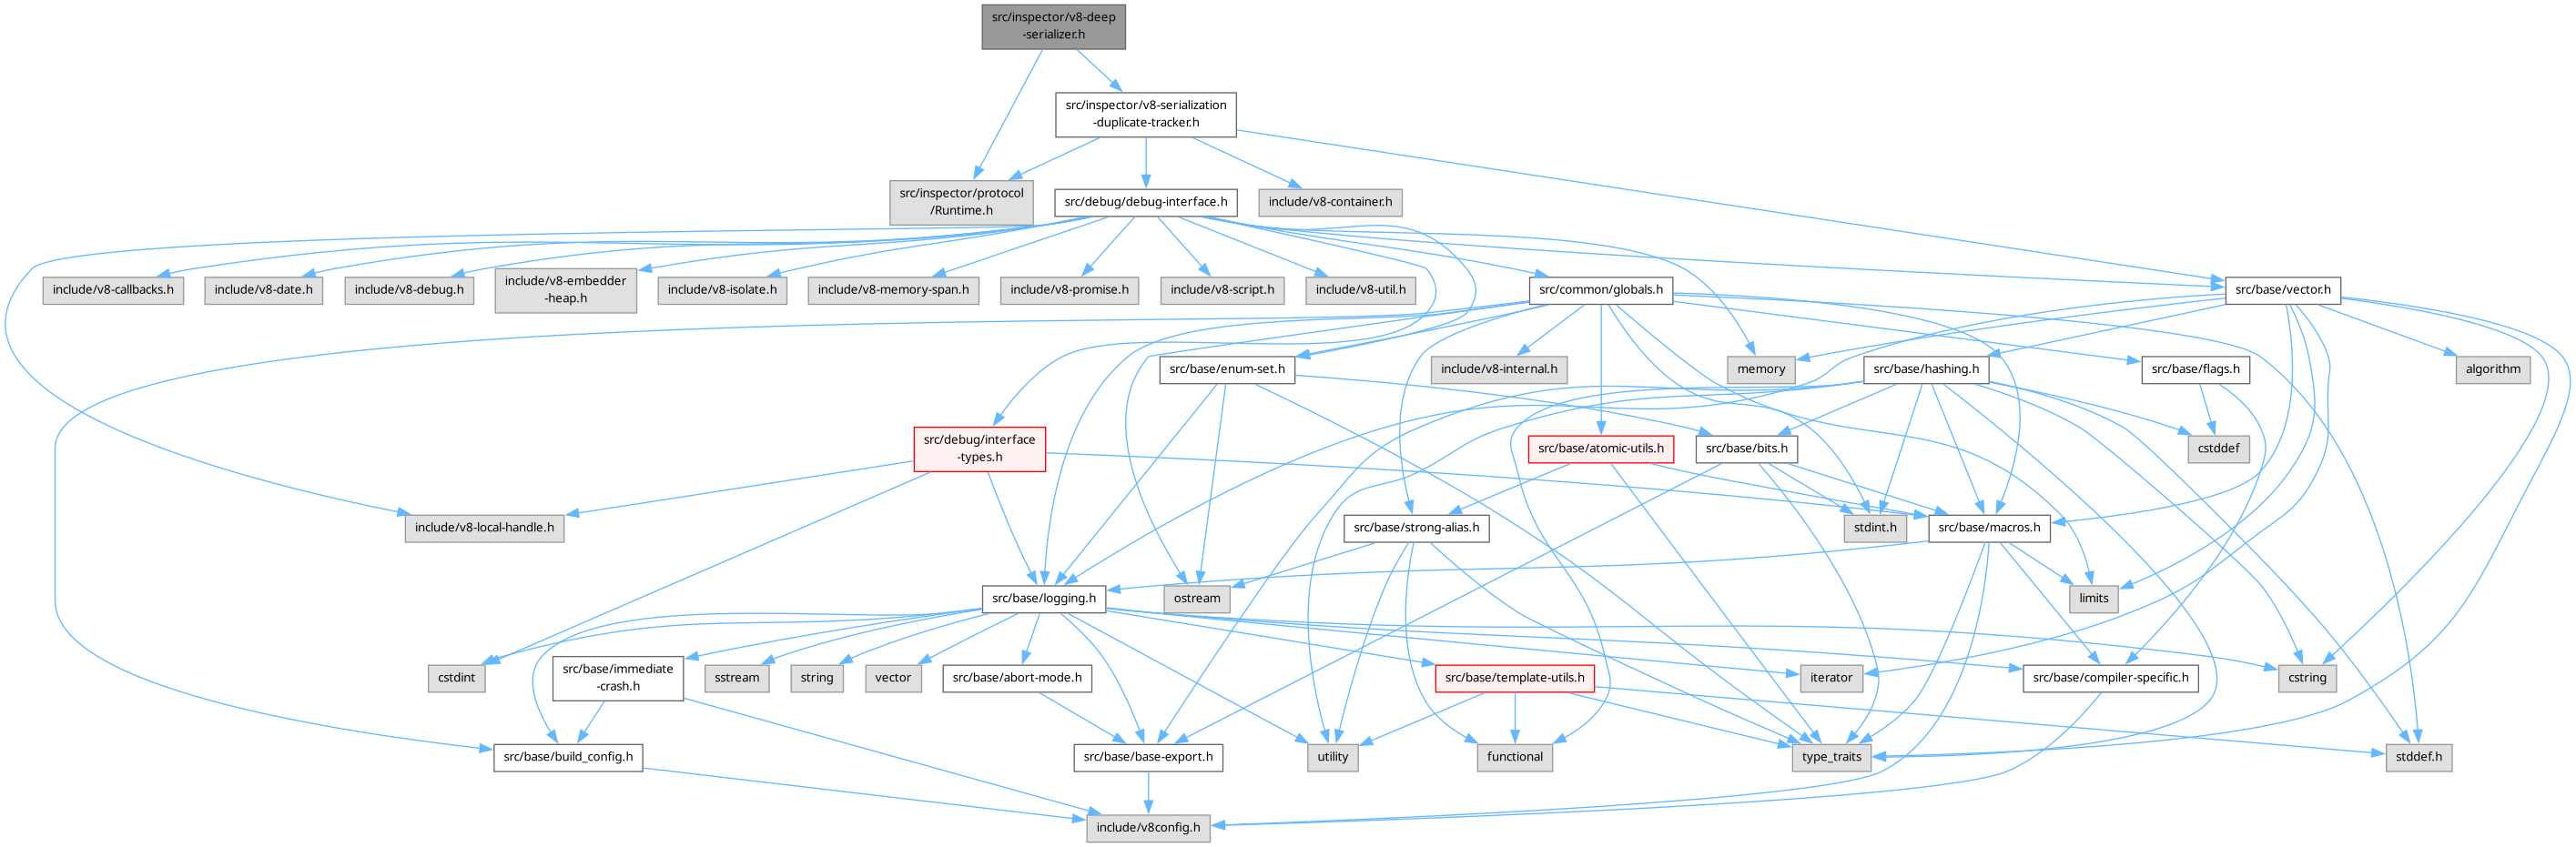 src/inspector/v8-deep
-serializer.h
src/inspector/v8-serialization
-duplicate-tracker.h
src/inspector/protocol
/Runtime.h
src/debug/debug-interface.h
include/v8-container.h
include/v8-callbacks.h
include/v8-date.h
include/v8-debug.h
include/v8-embedder
-heap.h
include/v8-isolate.h
include/v8-memory-span.h
include/v8-promise.h
include/v8-script.h
include/v8-util.h
src/common/globals.h
src/base/vector.h
src/base/enum-set.h
include/v8-internal.h
memory
src/base/hashing.h
src/base/flags.h
algorithm
src/debug/interface
-types.h
src/base/atomic-utils.h
src/base/bits.h
cstddef
include/v8-local-handle.h
src/base/strong-alias.h
stdint.h
src/base/macros.h
src/base/logging.h
ostream
limits
cstdint
src/base/immediate
-crash.h
sstream
string
vector
src/base/abort-mode.h
src/base/template-utils.h
iterator
src/base/compiler-specific.h
cstring
src/base/build_config.h
src/base/base-export.h
utility
functional
type_traits
stddef.h
include/v8config.h